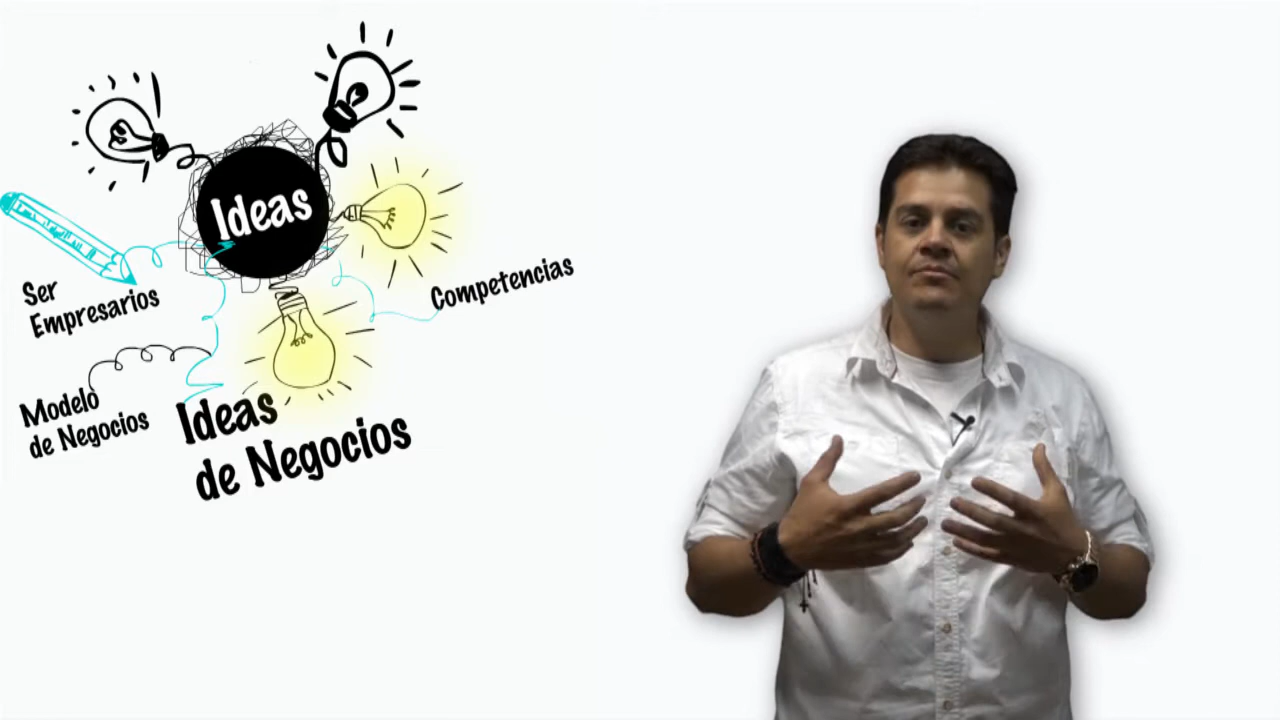 Ideas
Ser
Empresarios
Competencias
Modelo
de Negocios
Ideas
de Negocios